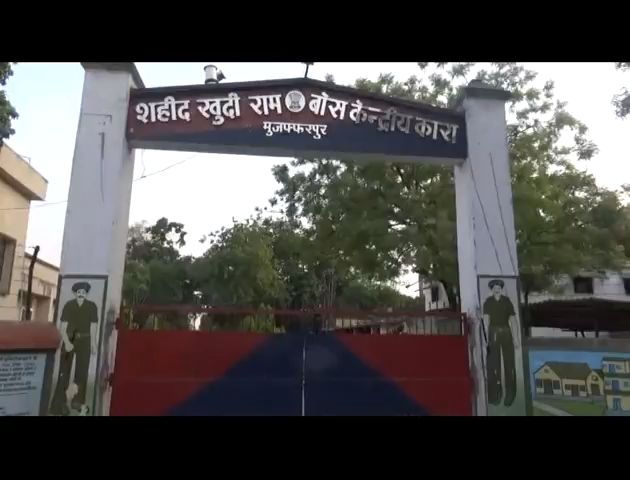 शहीद खुदी राम बोस केन्द्रीय कारा
मुजफ्फरपुर